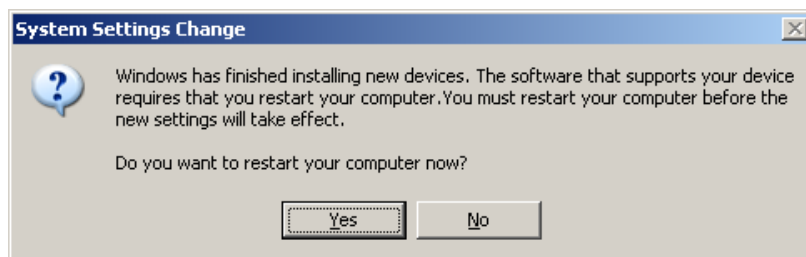 System Settings Change
Windows has finished installing new devices. The software that supports your device
requires that you restart your computer.You must restart your computer before the
new settings will take effect.
Do you want to restart your computer now?
Yes
No